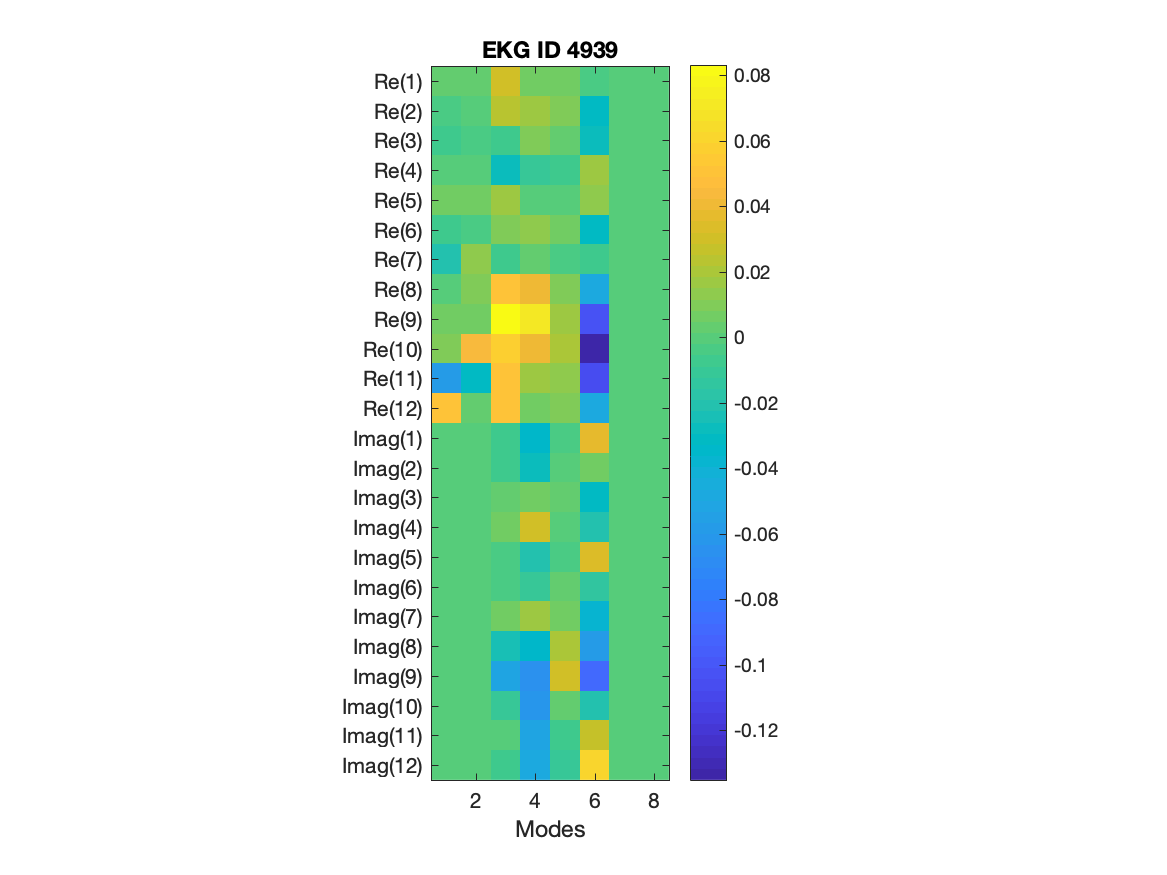 EKG ID 4939
Re(1)
Re(2)
Re(3)
Re(4)
Re(5)
Re(6)
Re(7)
Re(8)
Re(9)
Re(10)
Re(11)
Re(12)
Imag(1)
Imag(2)
Imag(3)
Imag(4)
Imag(5)
Imag(6)
Imag(7)
Imag(8)
Imag(9)
Imag(10)
Imag(11)
Imag(12)
2 4 6 8
Modes
0.08
0.06
0.04
0.02
0
-0.02
-0.04
-0.06
-0.08
-0.1
-0.12